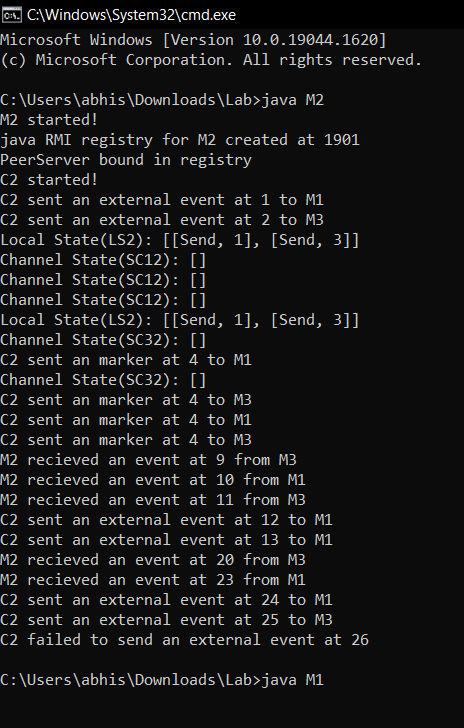 C:\Windows\System32\cmd.exe
Microsoft Windows [Version 10.0.19044.1620]
(c) Microsoft Corporation. All rights reserved.
C:\Users\abhis\Downloads\Lab>java M2
M2 started!
java RMI registry for M2 created at 1901
PeerServer bound in registry
C2 started!
C2 sent an external event at 1 to M1
C2 sent an external event at 2 to M3
Local State(LS2): [[Send, 1], [Send, 3]]
Channel State(SC12): []
Channel State(SC12): []
Channel State(SC12): []
Local State(LS2): [[Send, 1], [Send, 3]]
Channel State(SC32): []
C2 sent an marker at 4 to M1
Channel State(SC32): []
C2 sent an marker at 4 to M3
C2 sent an marker at 4 to M1
C2 sent an marker at 4 to M3
M2 recieved an event at 9 from M3
M2 recieved an event at 10 from M1
M2 recieved an event at 11 from M3
C2 sent an external event at 12 to M1
C2 sent an external event at 13 to M1
M2 recieved an event at 20 from M3
M2 recieved an event at 23 from M1
C2 sent an external event at 24 to M1
C2 sent an external event at 25 to M3
C2 failed to send an external event at 26
C:\Users\abhis\Downloads\Lab>java M1